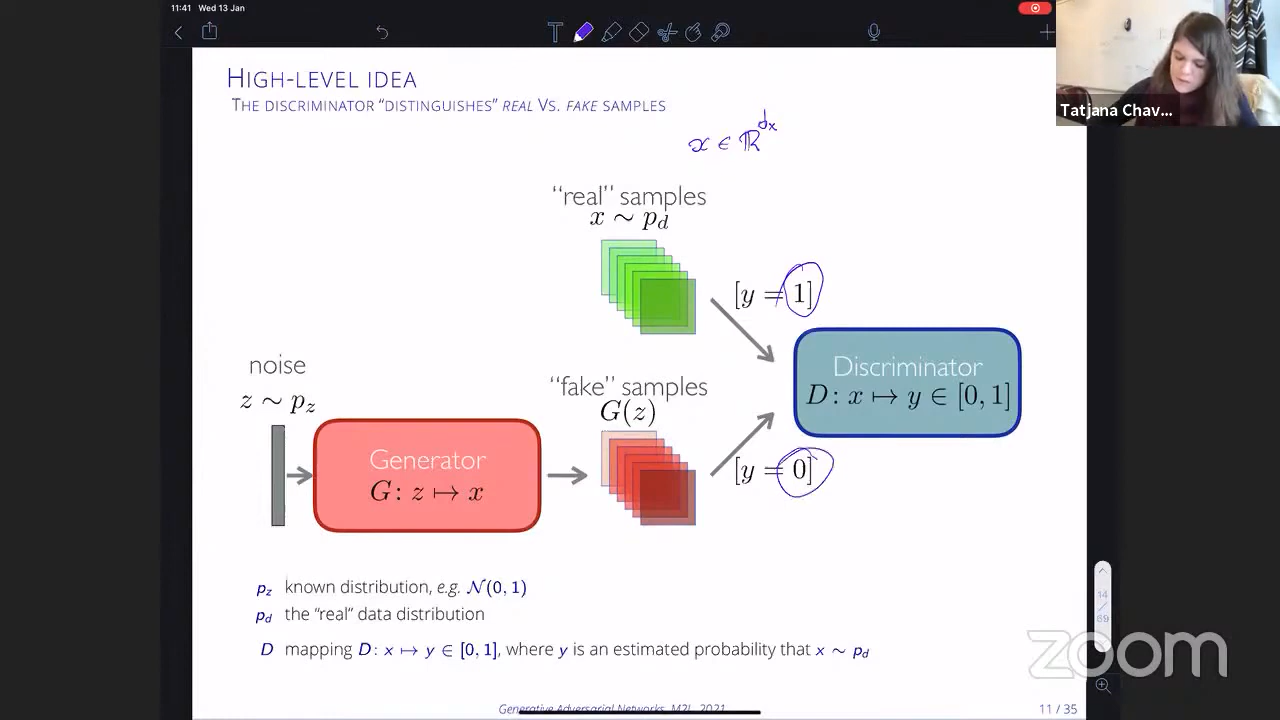 11:41 Wed 13 Jan
Tatjana Chav...
HIGH-LEVEL IDEA
THE DISCRIMINATOR “DISTINGUISHES” REAL VS. FAKE SAMPLES
x ∈ ℝ^{d_x}
“real” samples
x ∼ p_d
[y = 1]
noise
z ∼ p_z
“fake” samples
G(z)
Discriminator
D: x ↦ y ∈ [0, 1]
Generator
G: z ↦ x
[y = 0]
p_z known distribution, e.g. 𝒩(0, 1)
p_d the “real” data distribution
D mapping D: x ↦ y ∈ [0, 1], where y is an estimated probability that x ∼ p_d
14
/
69
zoom
Generative Adversarial Networks, M2L, 2021
11 / 35